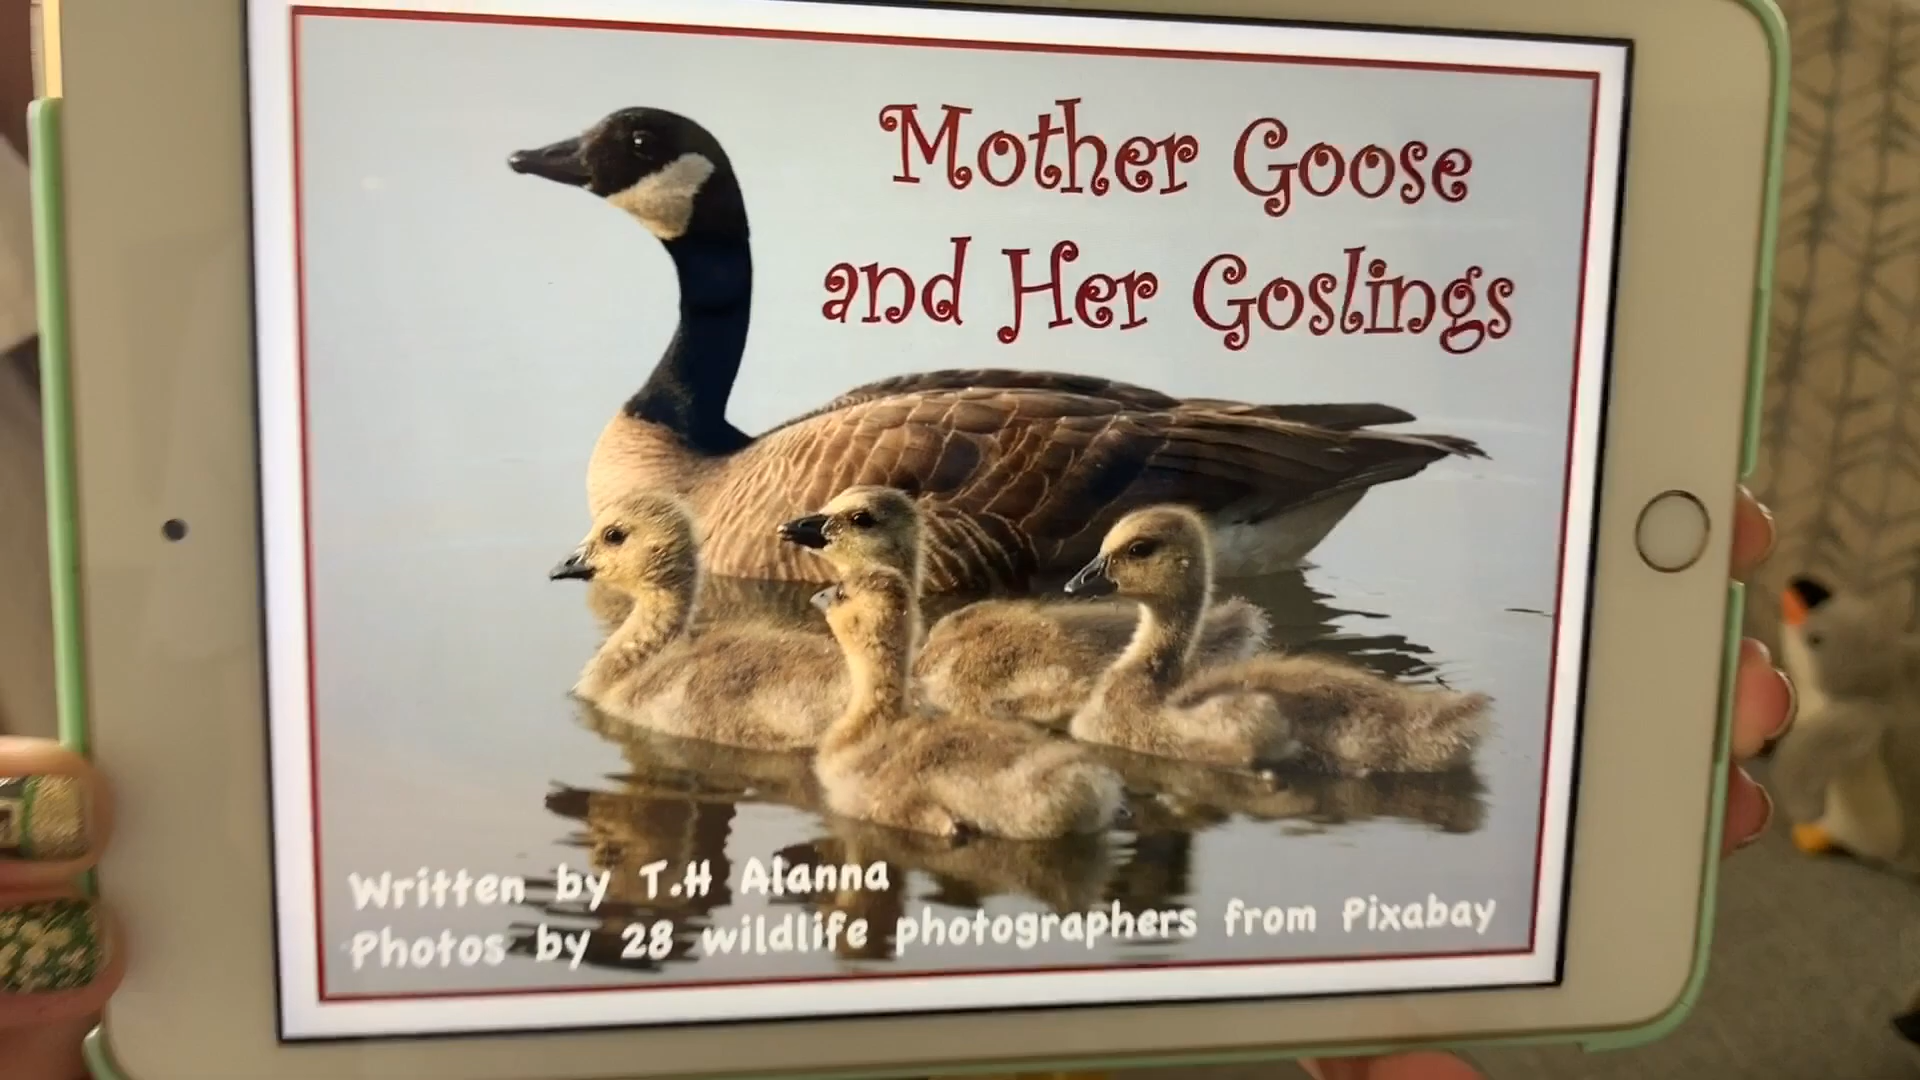 Mother Goose
and Her Goslings
Written by T.H Alanna
Photos by 28 wildlife photographers from Pixabay